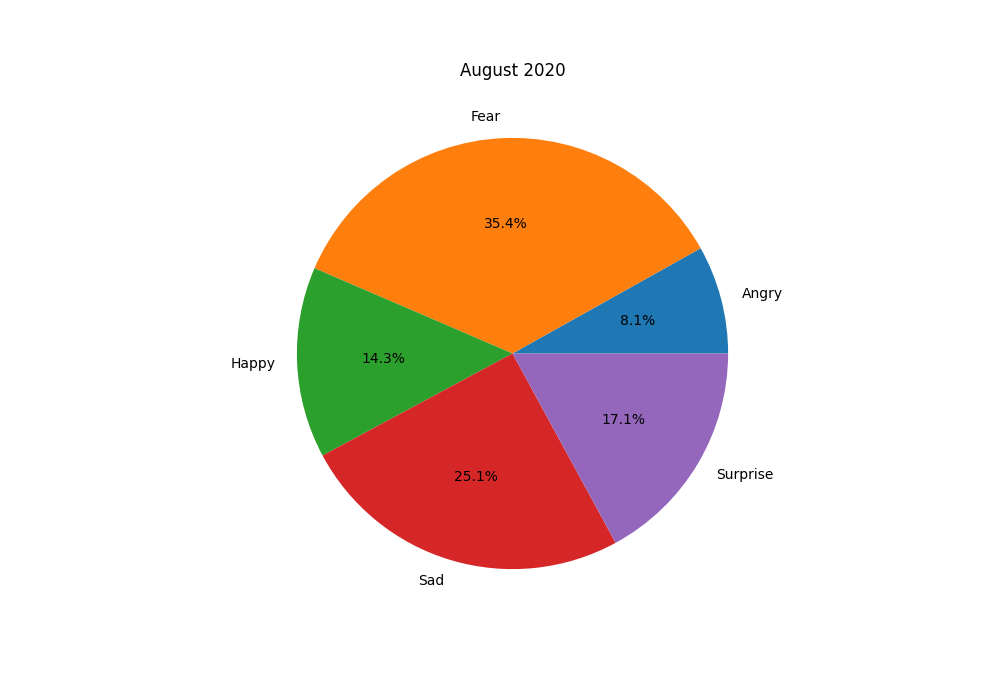 August 2020
Fear
35.4%
Angry
8.1%
Happy
14.3%
17.1%
Surprise
25.1%
Sad